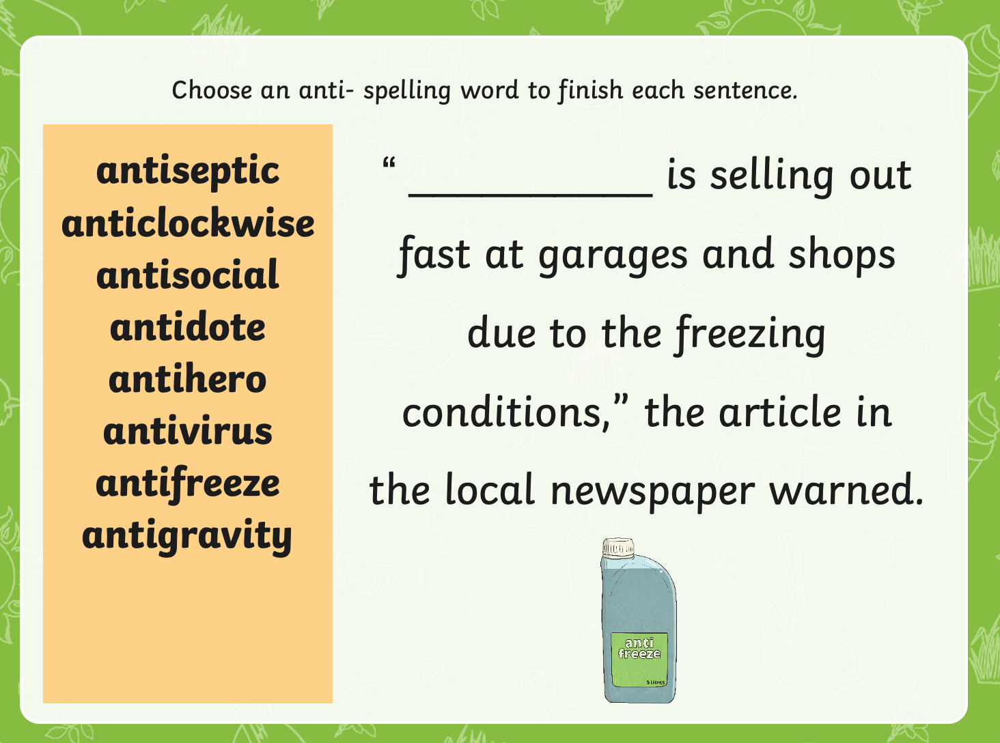 Choose an anti- spelling word to finish each sentence.
antiseptic
anticlockwise
antisocial
antidote
antihero
antivirus
antifreeze
antigravity
“ __________ is selling out
fast at garages and shops
due to the freezing
conditions,” the article in
the local newspaper warned.
anti
freeze
5 litres